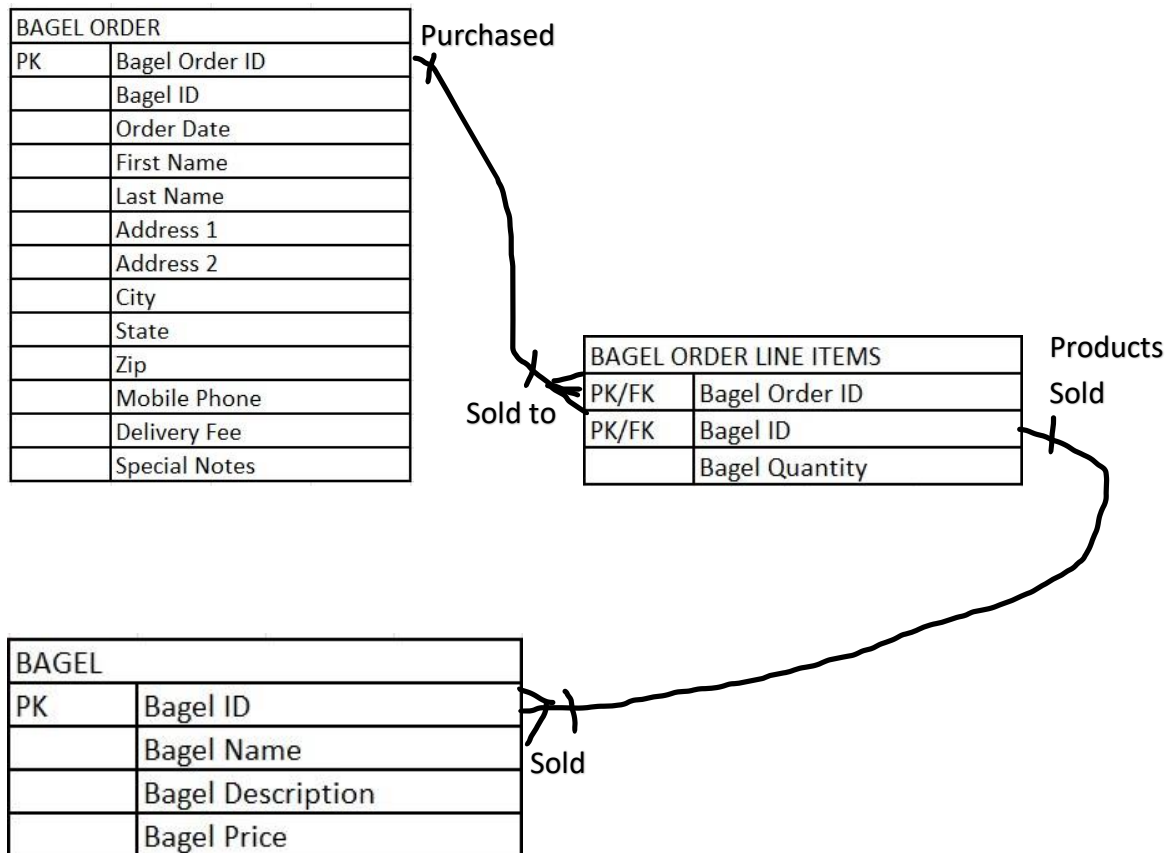 BAGEL ORDER
PK Bagel Order ID
Bagel ID
Order Date
First Name
Last Name
Address 1
Address 2
City
State
Zip
Mobile Phone
Delivery Fee
Special Notes
Purchased
Sold to
BAGEL ORDER LINE ITEMS
PK/FK Bagel Order ID
PK/FK Bagel ID
Bagel Quantity
Products
Sold
BAGEL
PK Bagel ID
Bagel Name
Bagel Description
Bagel Price
Sold